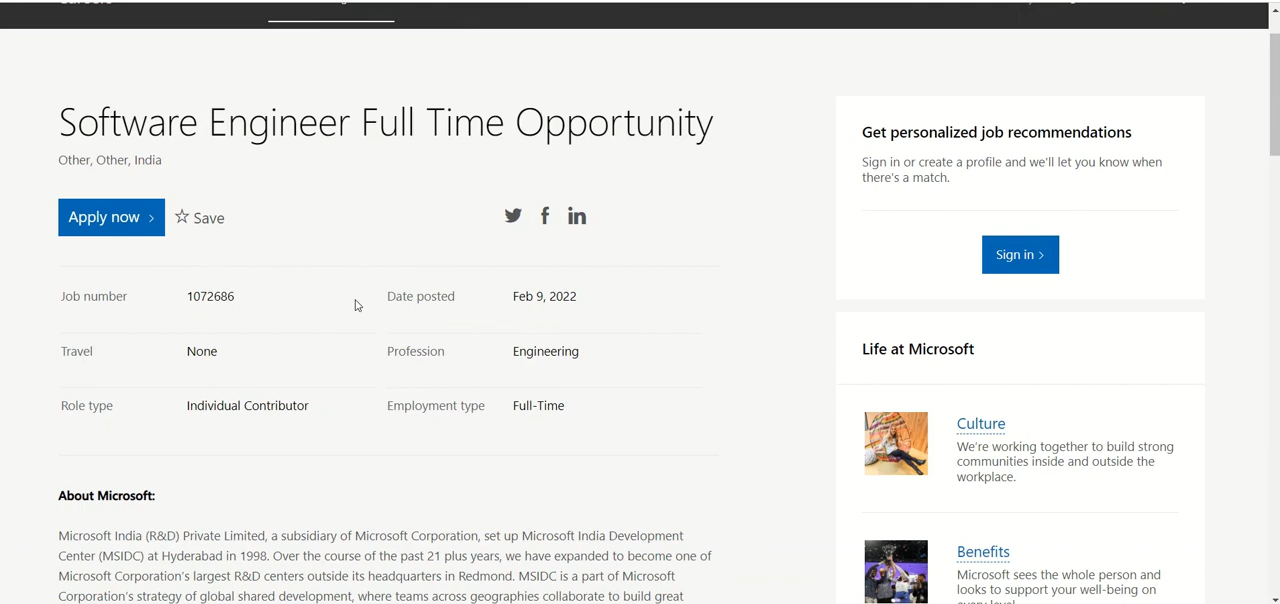 Software Engineer Full Time Opportunity
Other, Other, India
Apply now
Save
Job number 1072686 Date posted Feb 9, 2022
Travel None Profession Engineering
Role type Individual Contributor Employment type Full-Time
About Microsoft:
Microsoft India (R&D) Private Limited, a subsidiary of Microsoft Corporation, set up Microsoft India Development
Center (MSIDC) at Hyderabad in 1998. Over the course of the past 21 plus years, we have expanded to become one of
Microsoft Corporation's largest R&D centers outside its headquarters in Redmond. MSIDC is a part of Microsoft
Corporation's strategy of global shared development, where teams across geographies collaborate to build great
Get personalized job recommendations
Sign in or create a profile and we'll let you know when
there's a match.
Sign in
Life at Microsoft
Culture
We're working together to build strong
communities inside and outside the
workplace.
Benefits
Microsoft sees the whole person and
looks to support your well-being on
every level